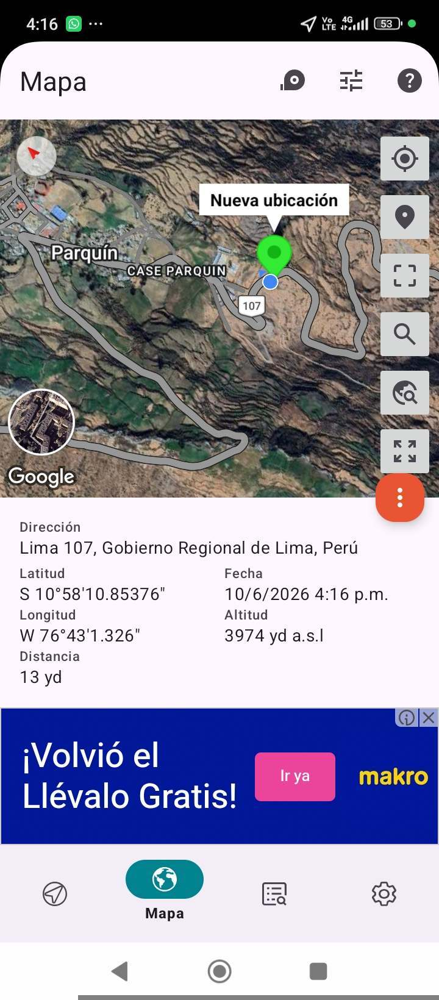 4:16
Vo
LTE
4G
53
Mapa
Nueva ubicación
Parquín
CASE PARQUIN
107
Google
Dirección
Lima 107, Gobierno Regional de Lima, Perú
Latitud
Fecha
S 10°58'10.85376"
10/6/2026 4:16 p.m.
Longitud
Altitud
W 76°43'1.326"
3974 yd a.s.l
Distancia
13 yd
¡Volvió el
Llévalo Gratis!
Ir ya
makro
Mapa